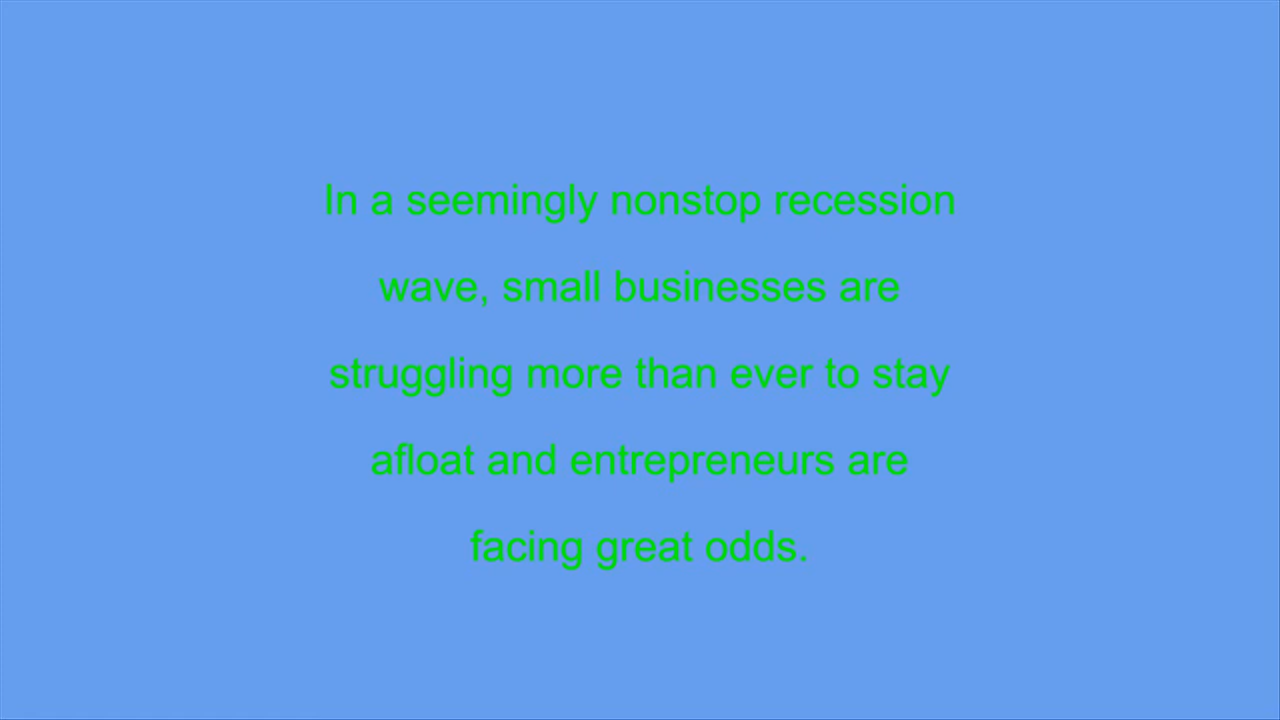 In a seemingly nonstop recession
wave, small businesses are
struggling more than ever to stay
afloat and entrepreneurs are
facing great odds.